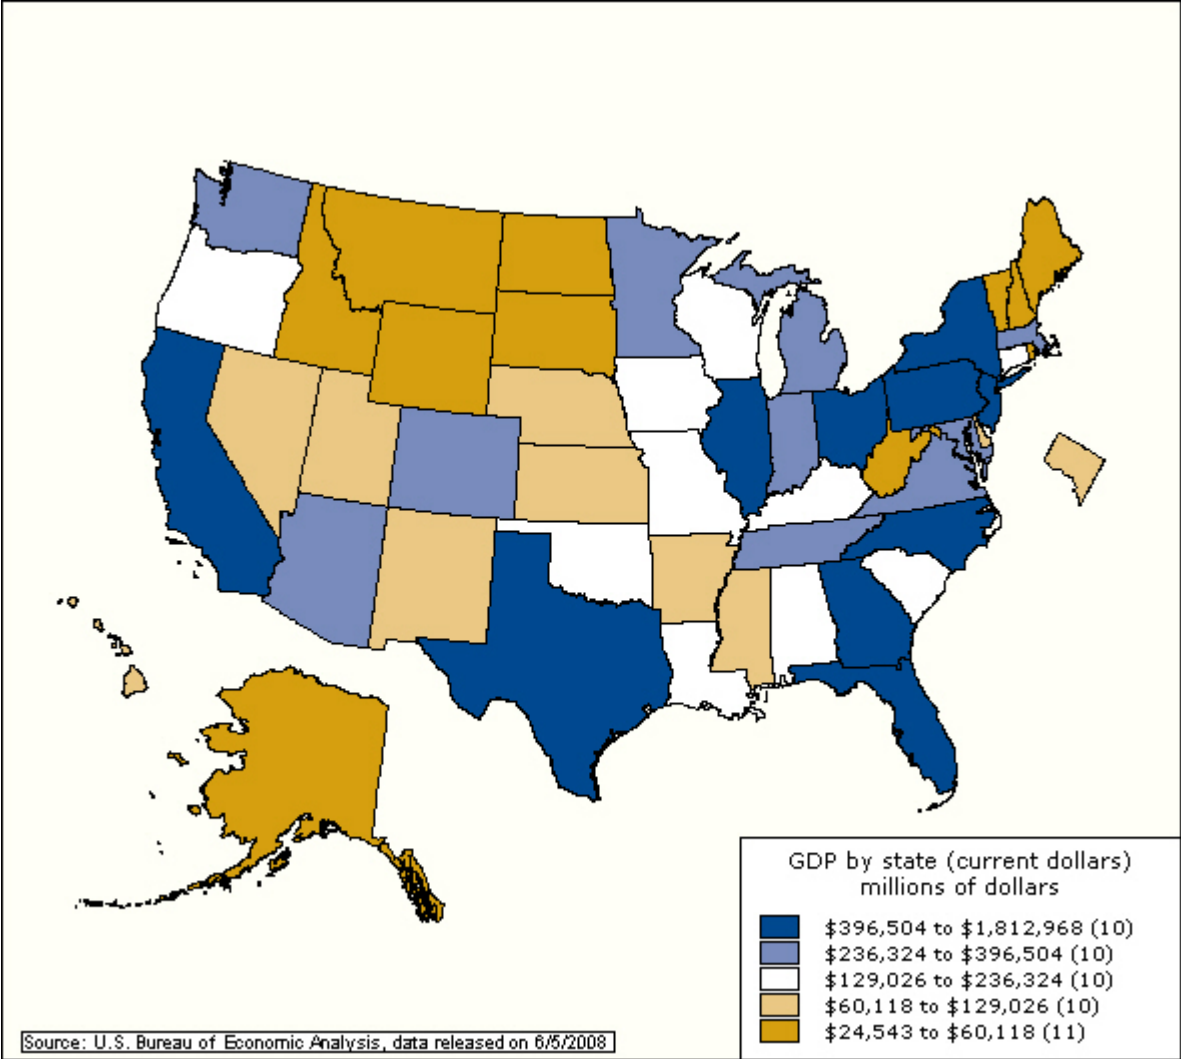 GDP by state (current dollars)
millions of dollars
$396,504 to $1,812,968 (10)
$236,324 to $396,504 (10)
$129,026 to $236,324 (10)
$60,118 to $129,026 (10)
$24,543 to $60,118 (11)
Source: U.S. Bureau of Economic Analysis, data released on 6/5/2008